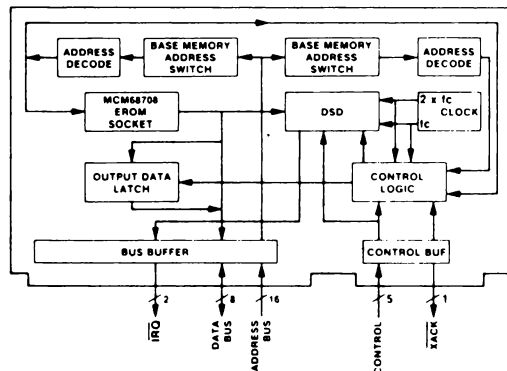 ADDRESS
DECODE
BASE MEMORY
ADDRESS
SWITCH
BASE MEMORY
ADDRESS
SWITCH
ADDRESS
DECODE
MCM68708
EROM
SOCKET
DSD
2 x fc
CLOCK
fc
OUTPUT DATA
LATCH
CONTROL
LOGIC
BUS BUFFER
CONTROL BUF
2
8
16
5
1
IRQ
DATA
BUS
ADDRESS
BUS
CONTROL
XACK